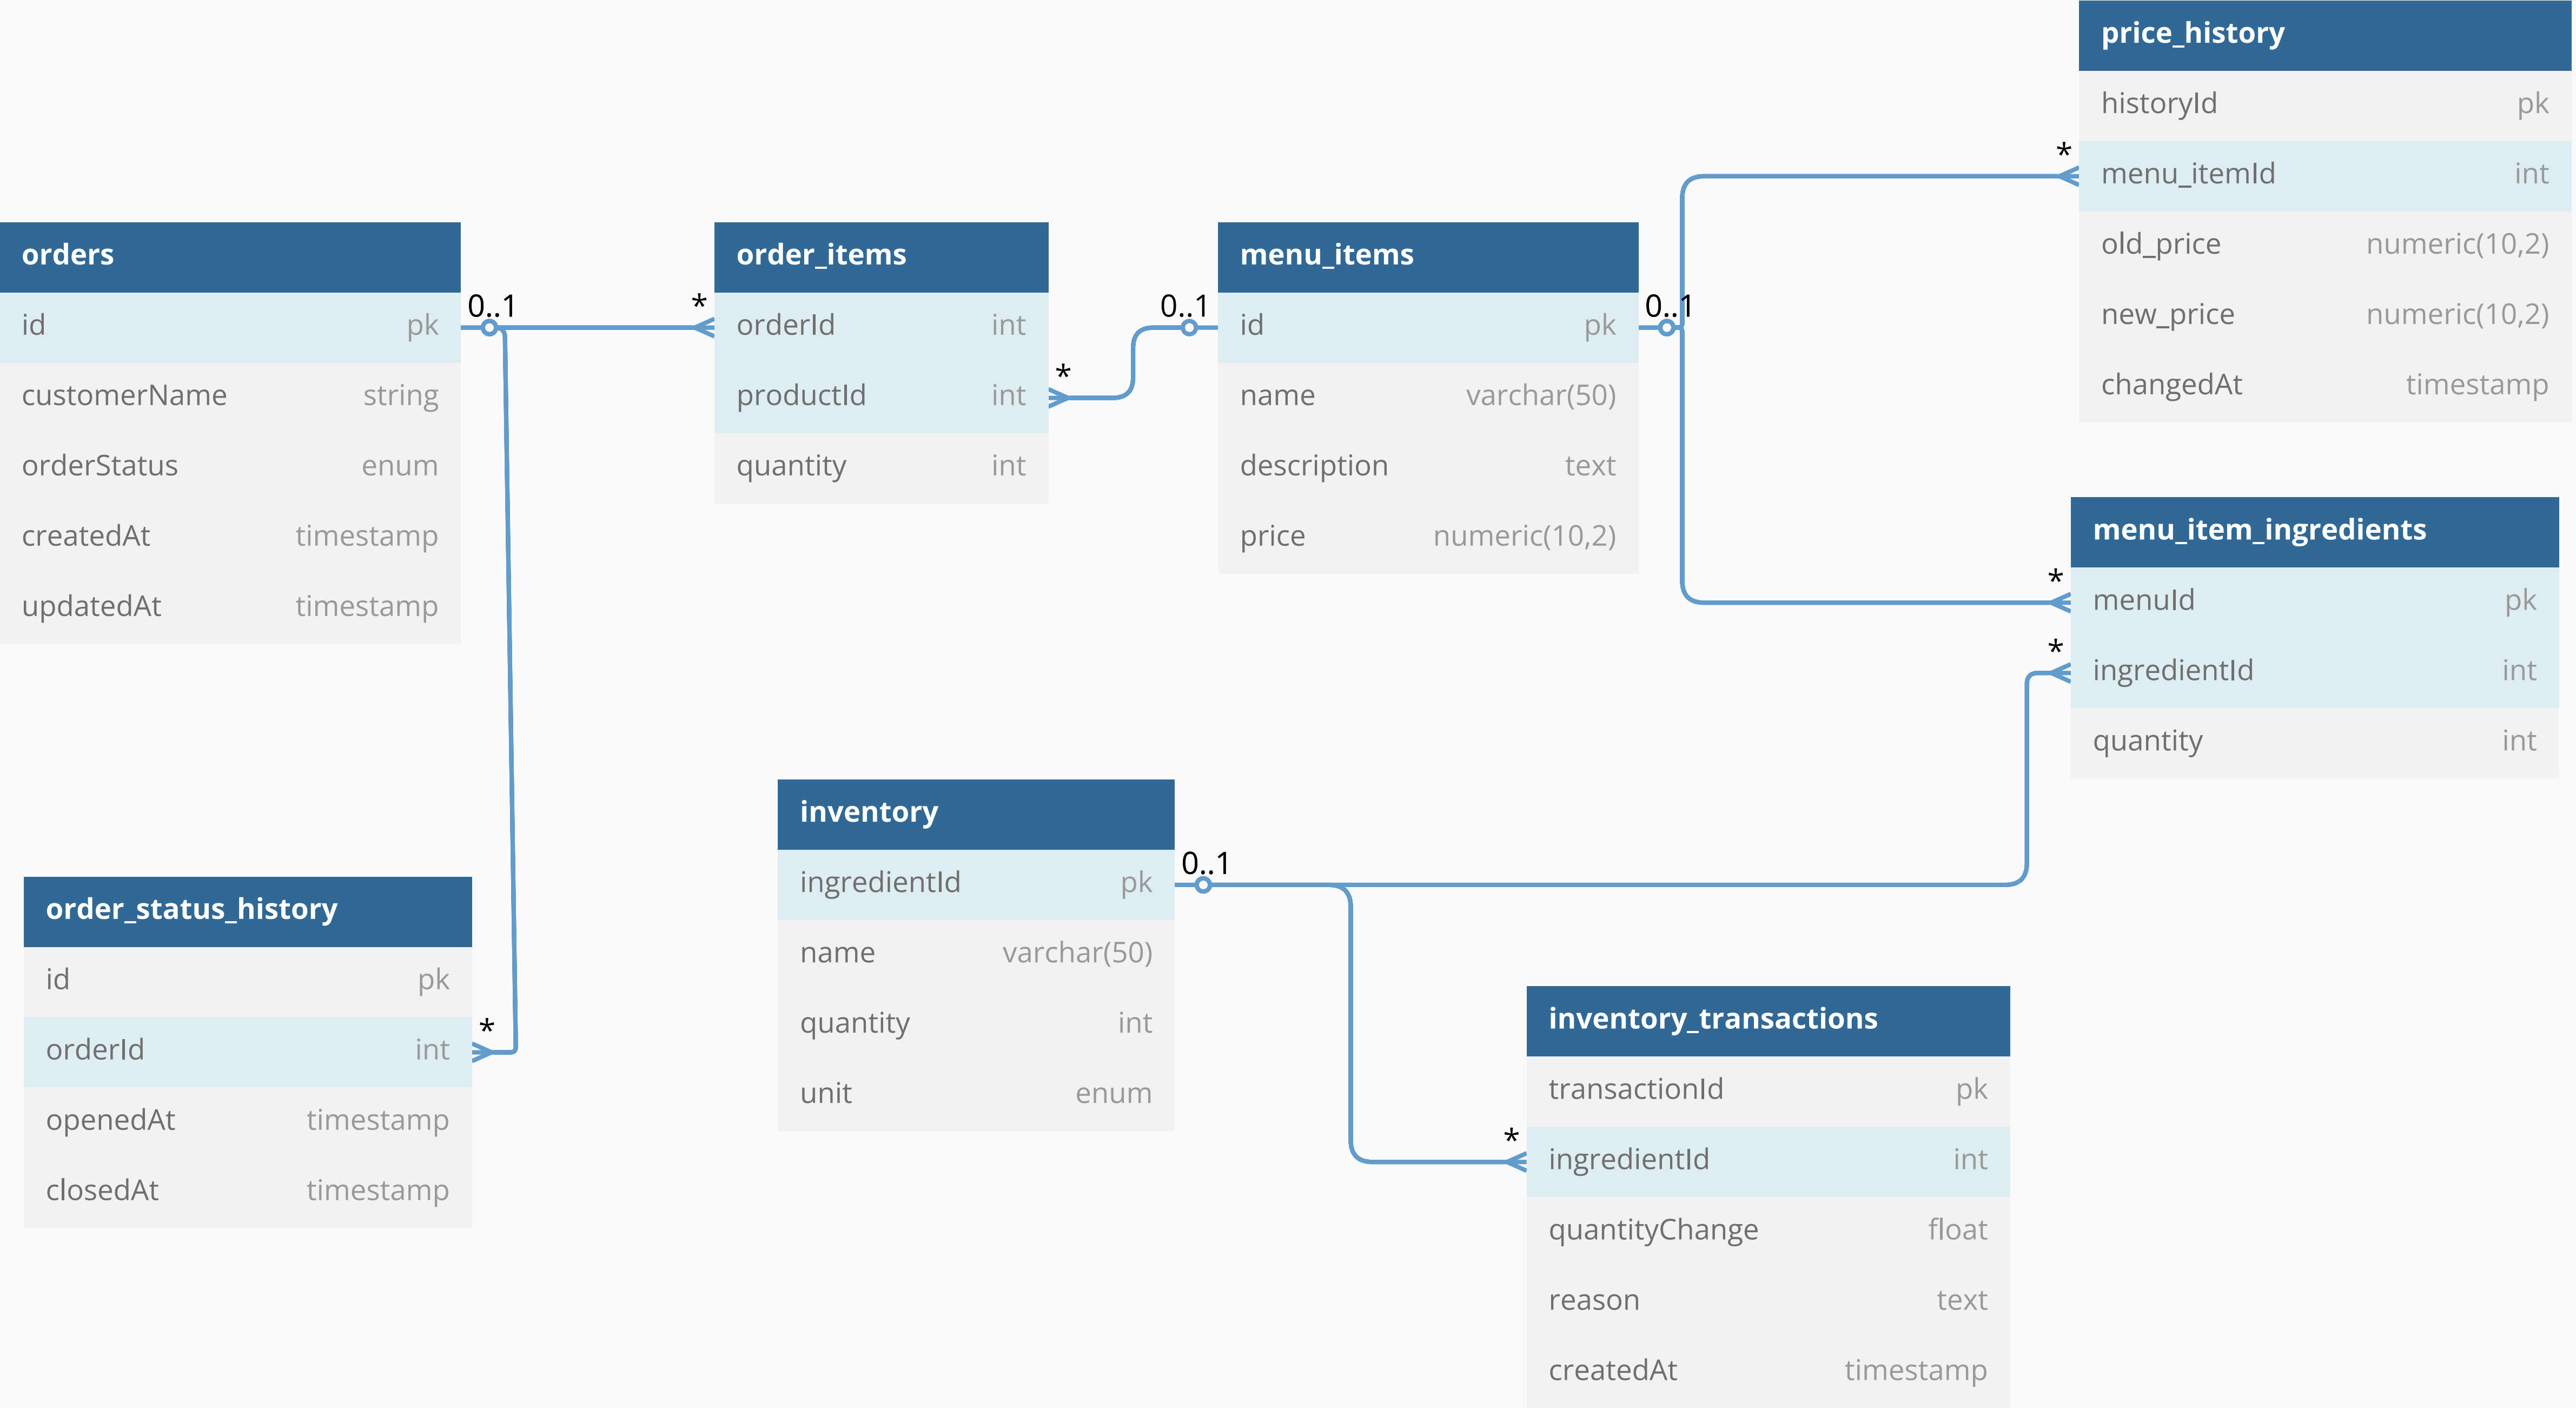 price_history
historyId pk
menu_itemId int
old_price numeric(10,2)
new_price numeric(10,2)
changedAt timestamp
*
orders
id pk
customerName string
orderStatus enum
createdAt timestamp
updatedAt timestamp
0..1
*
order_items
orderId int
productId int
quantity int
*
0..1
menu_items
id pk
name varchar(50)
description text
price numeric(10,2)
0..1
menu_item_ingredients
menuId pk
ingredientId int
quantity int
*
*
inventory
ingredientId pk
name varchar(50)
quantity int
unit enum
0..1
order_status_history
id pk
orderId int
openedAt timestamp
closedAt timestamp
*
inventory_transactions
transactionId pk
ingredientId int
quantityChange float
reason text
createdAt timestamp
*